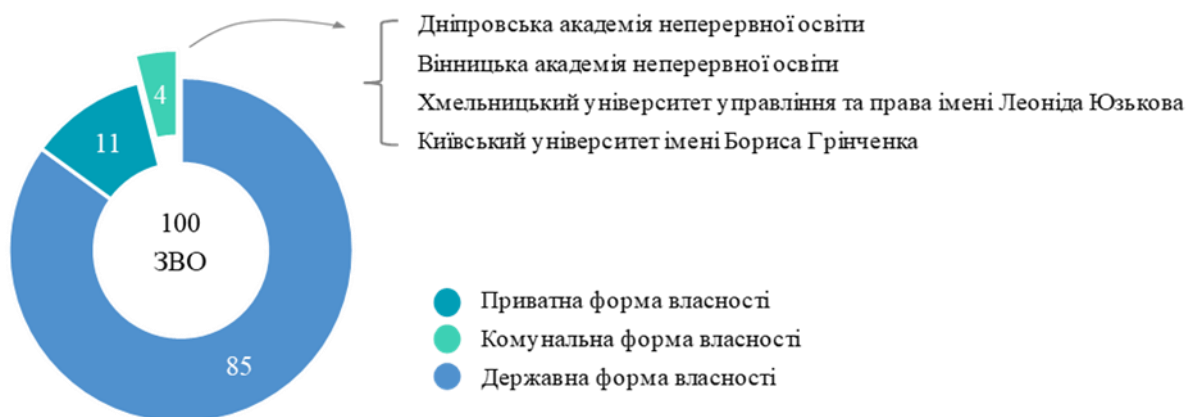 Дніпровська академія неперервної освіти
Вінницька академія неперервної освіти
Хмельницький університет управління та права імені Леоніда Юзькова
Київський університет імені Бориса Грінченка
4
11
100
ЗВО
85
Приватна форма власності
Комунальна форма власності
Державна форма власності